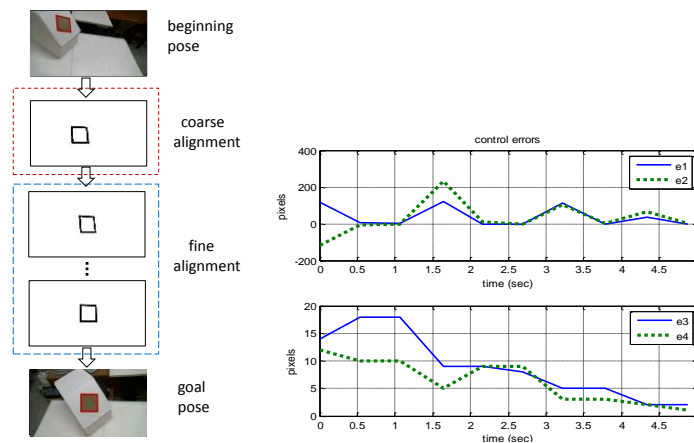 beginning
pose
coarse
alignment
fine
alignment
goal
pose
control errors
400
200
0
-200
pixels
0 0.5 1 1.5 2 2.5 3 3.5 4 4.5
time (sec)
e1
e2
20
15
10
5
0
pixels
0 0.5 1 1.5 2 2.5 3 3.5 4 4.5
time (sec)
e3
e4